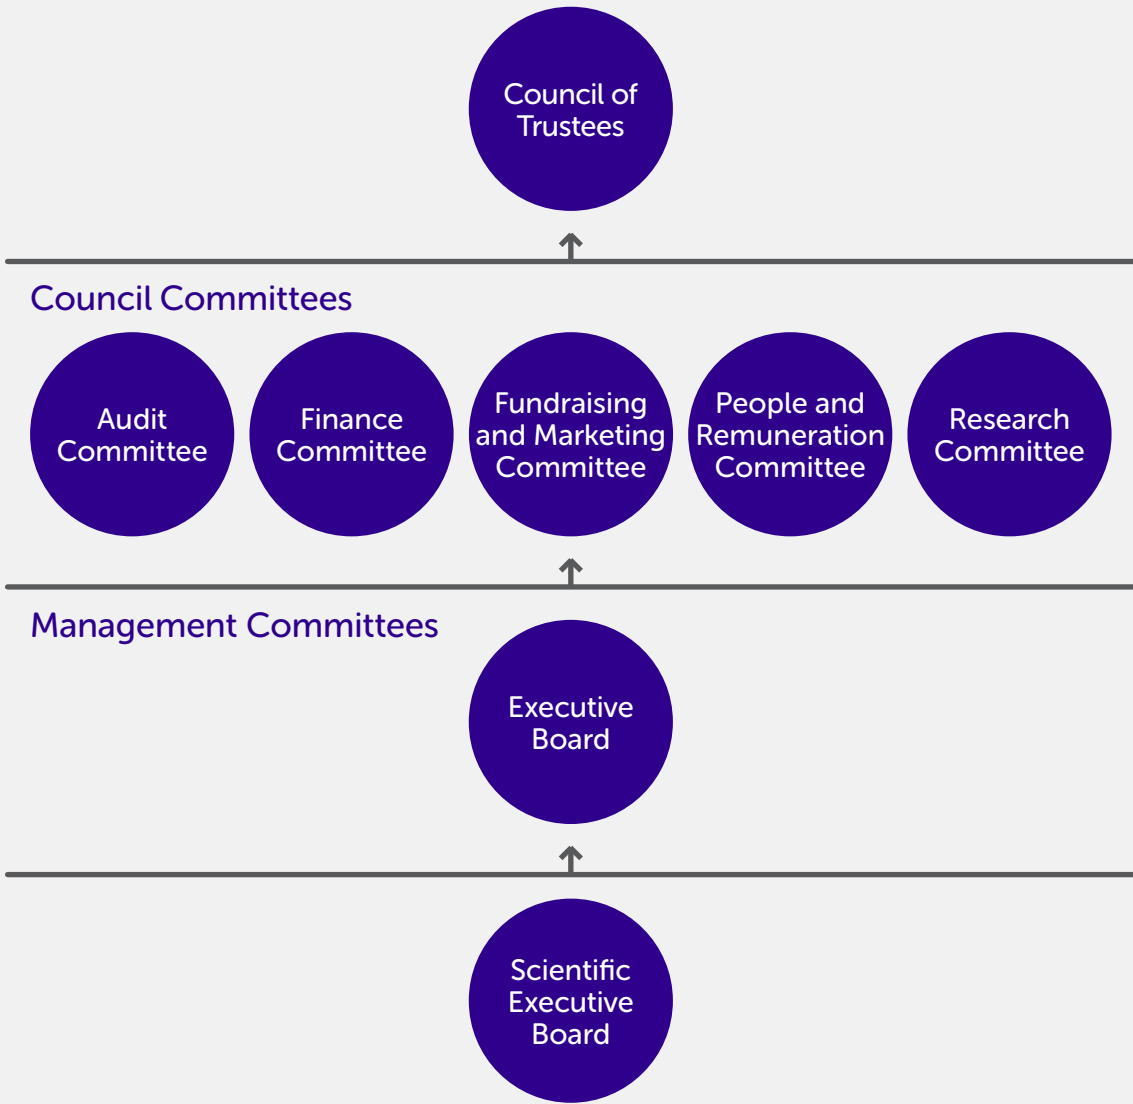 Council of
Trustees
Council Committees
Audit
Committee
Finance
Committee
Fundraising
and Marketing
Committee
People and
Remuneration
Committee
Research
Committee
Management Committees
Executive
Board
Scientific
Executive
Board